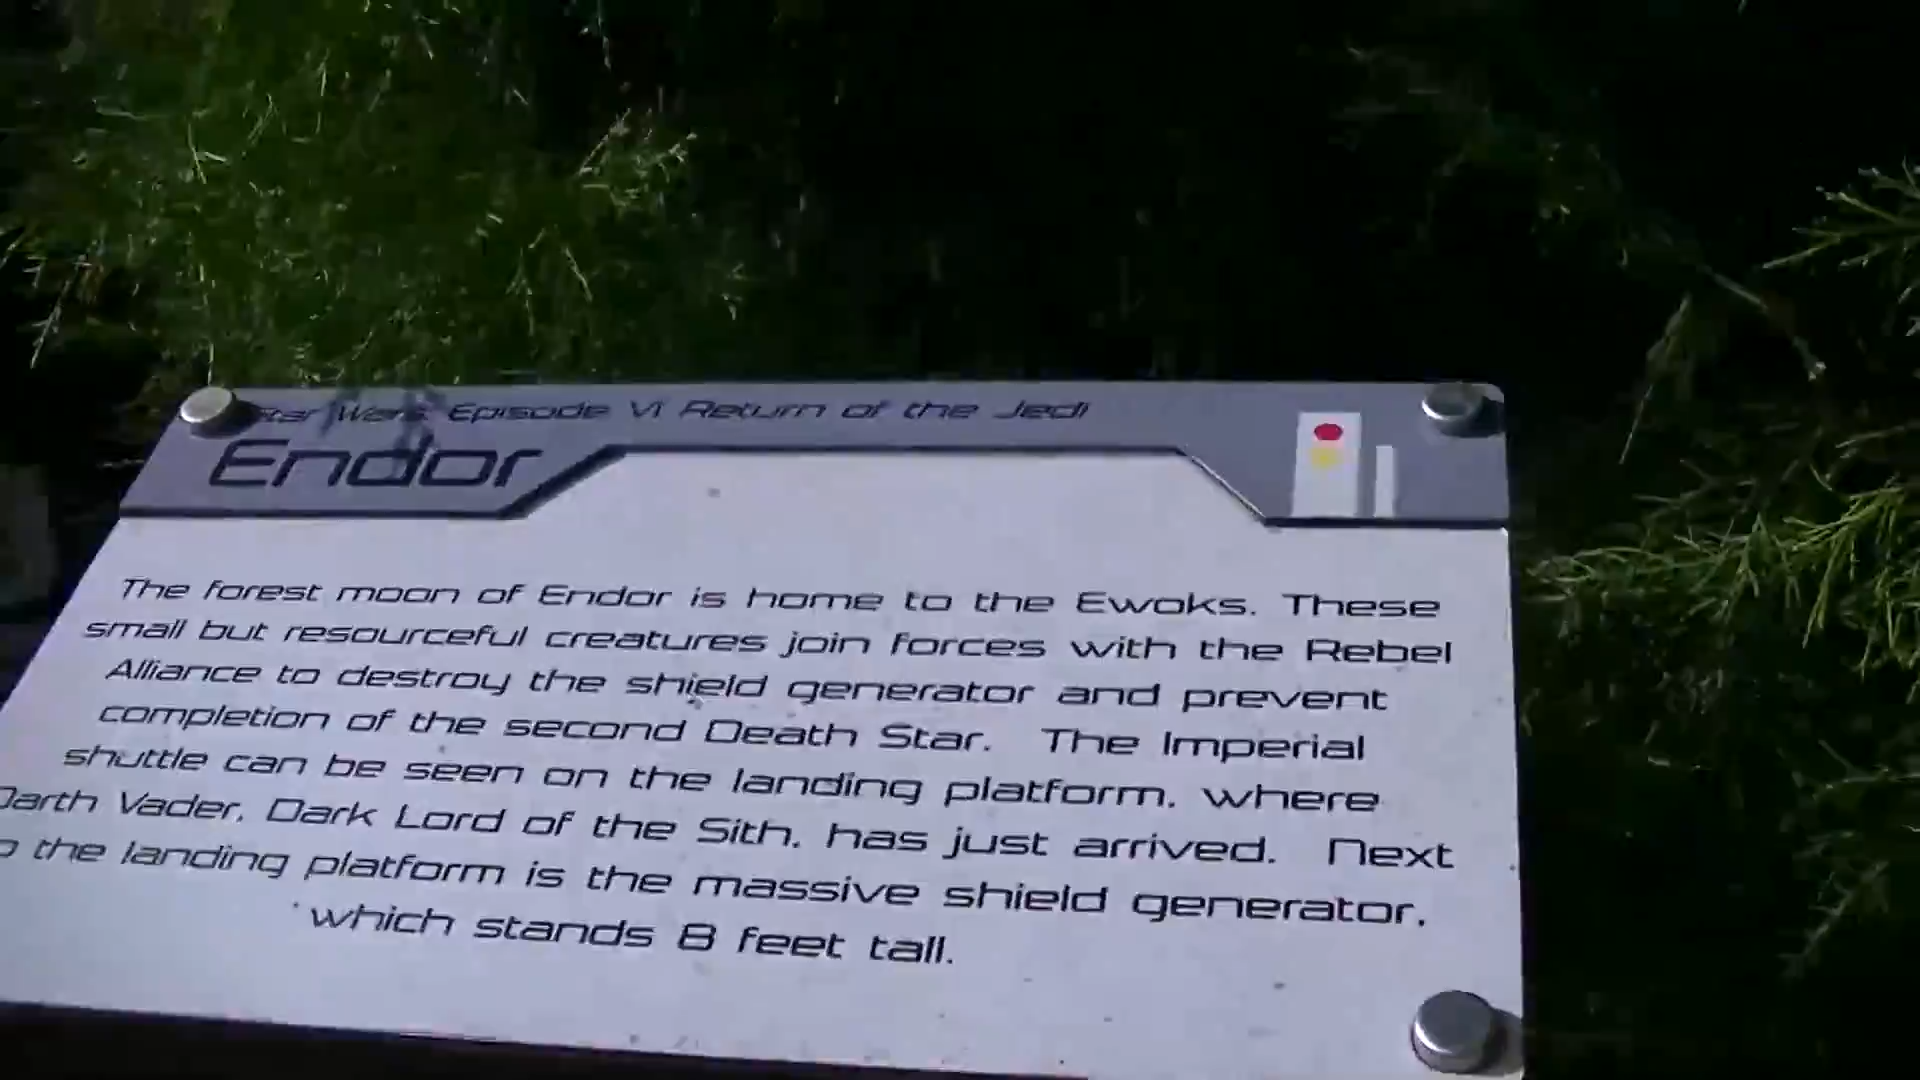 Star Wars Episode VI Return of the Jedi
Endor
The forest moon of Endor is home to the Ewoks. These
small but resourceful creatures join forces with the Rebel
Alliance to destroy the shield generator and prevent
completion of the second Death Star. The Imperial
shuttle can be seen on the landing platform, where
Darth Vader, Dark Lord of the Sith, has just arrived. Next
the landing platform is the massive shield generator,
which stands 8 feet tall.